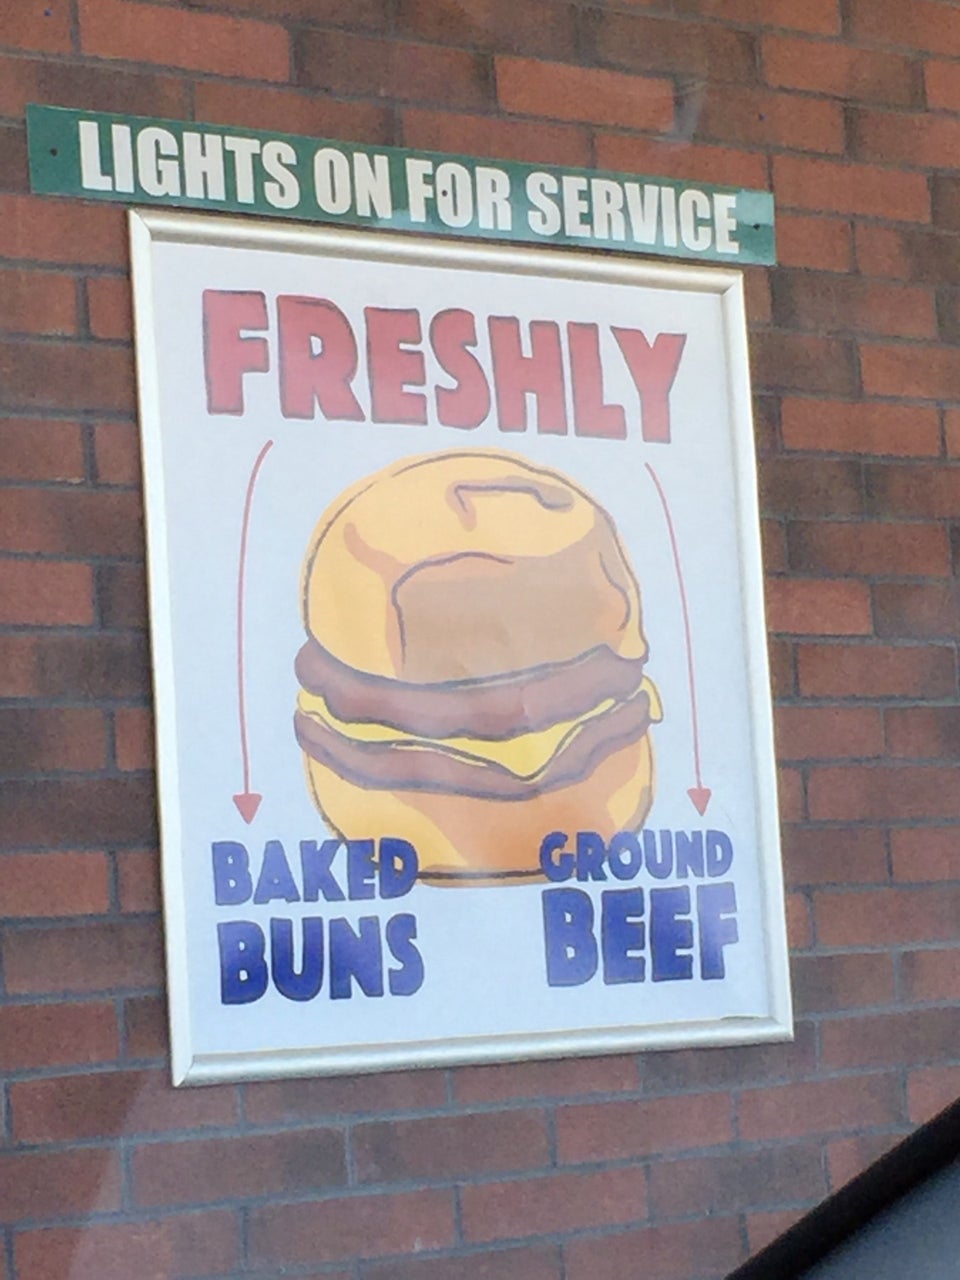 LIGHTS ON FOR SERVICE
FRESHLY
BAKED
BUNS
GROUND
BEEF